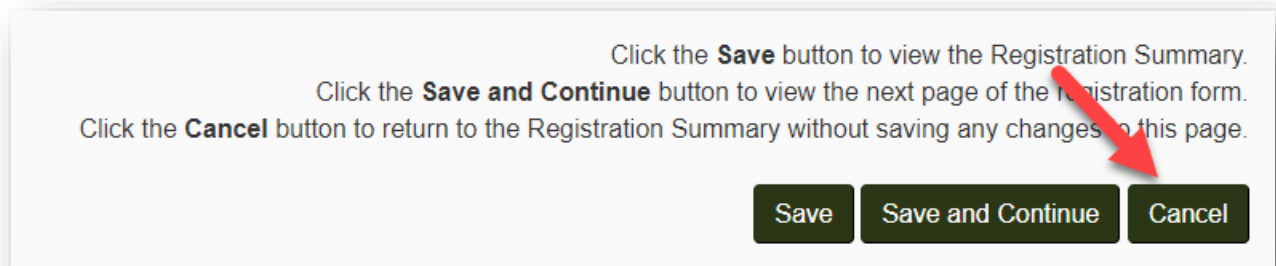 Click the Save button to view the Registration Summary.
Click the Save and Continue button to view the next page of the registration form.
Click the Cancel button to return to the Registration Summary without saving any changes to this page.
Save Save and Continue Cancel